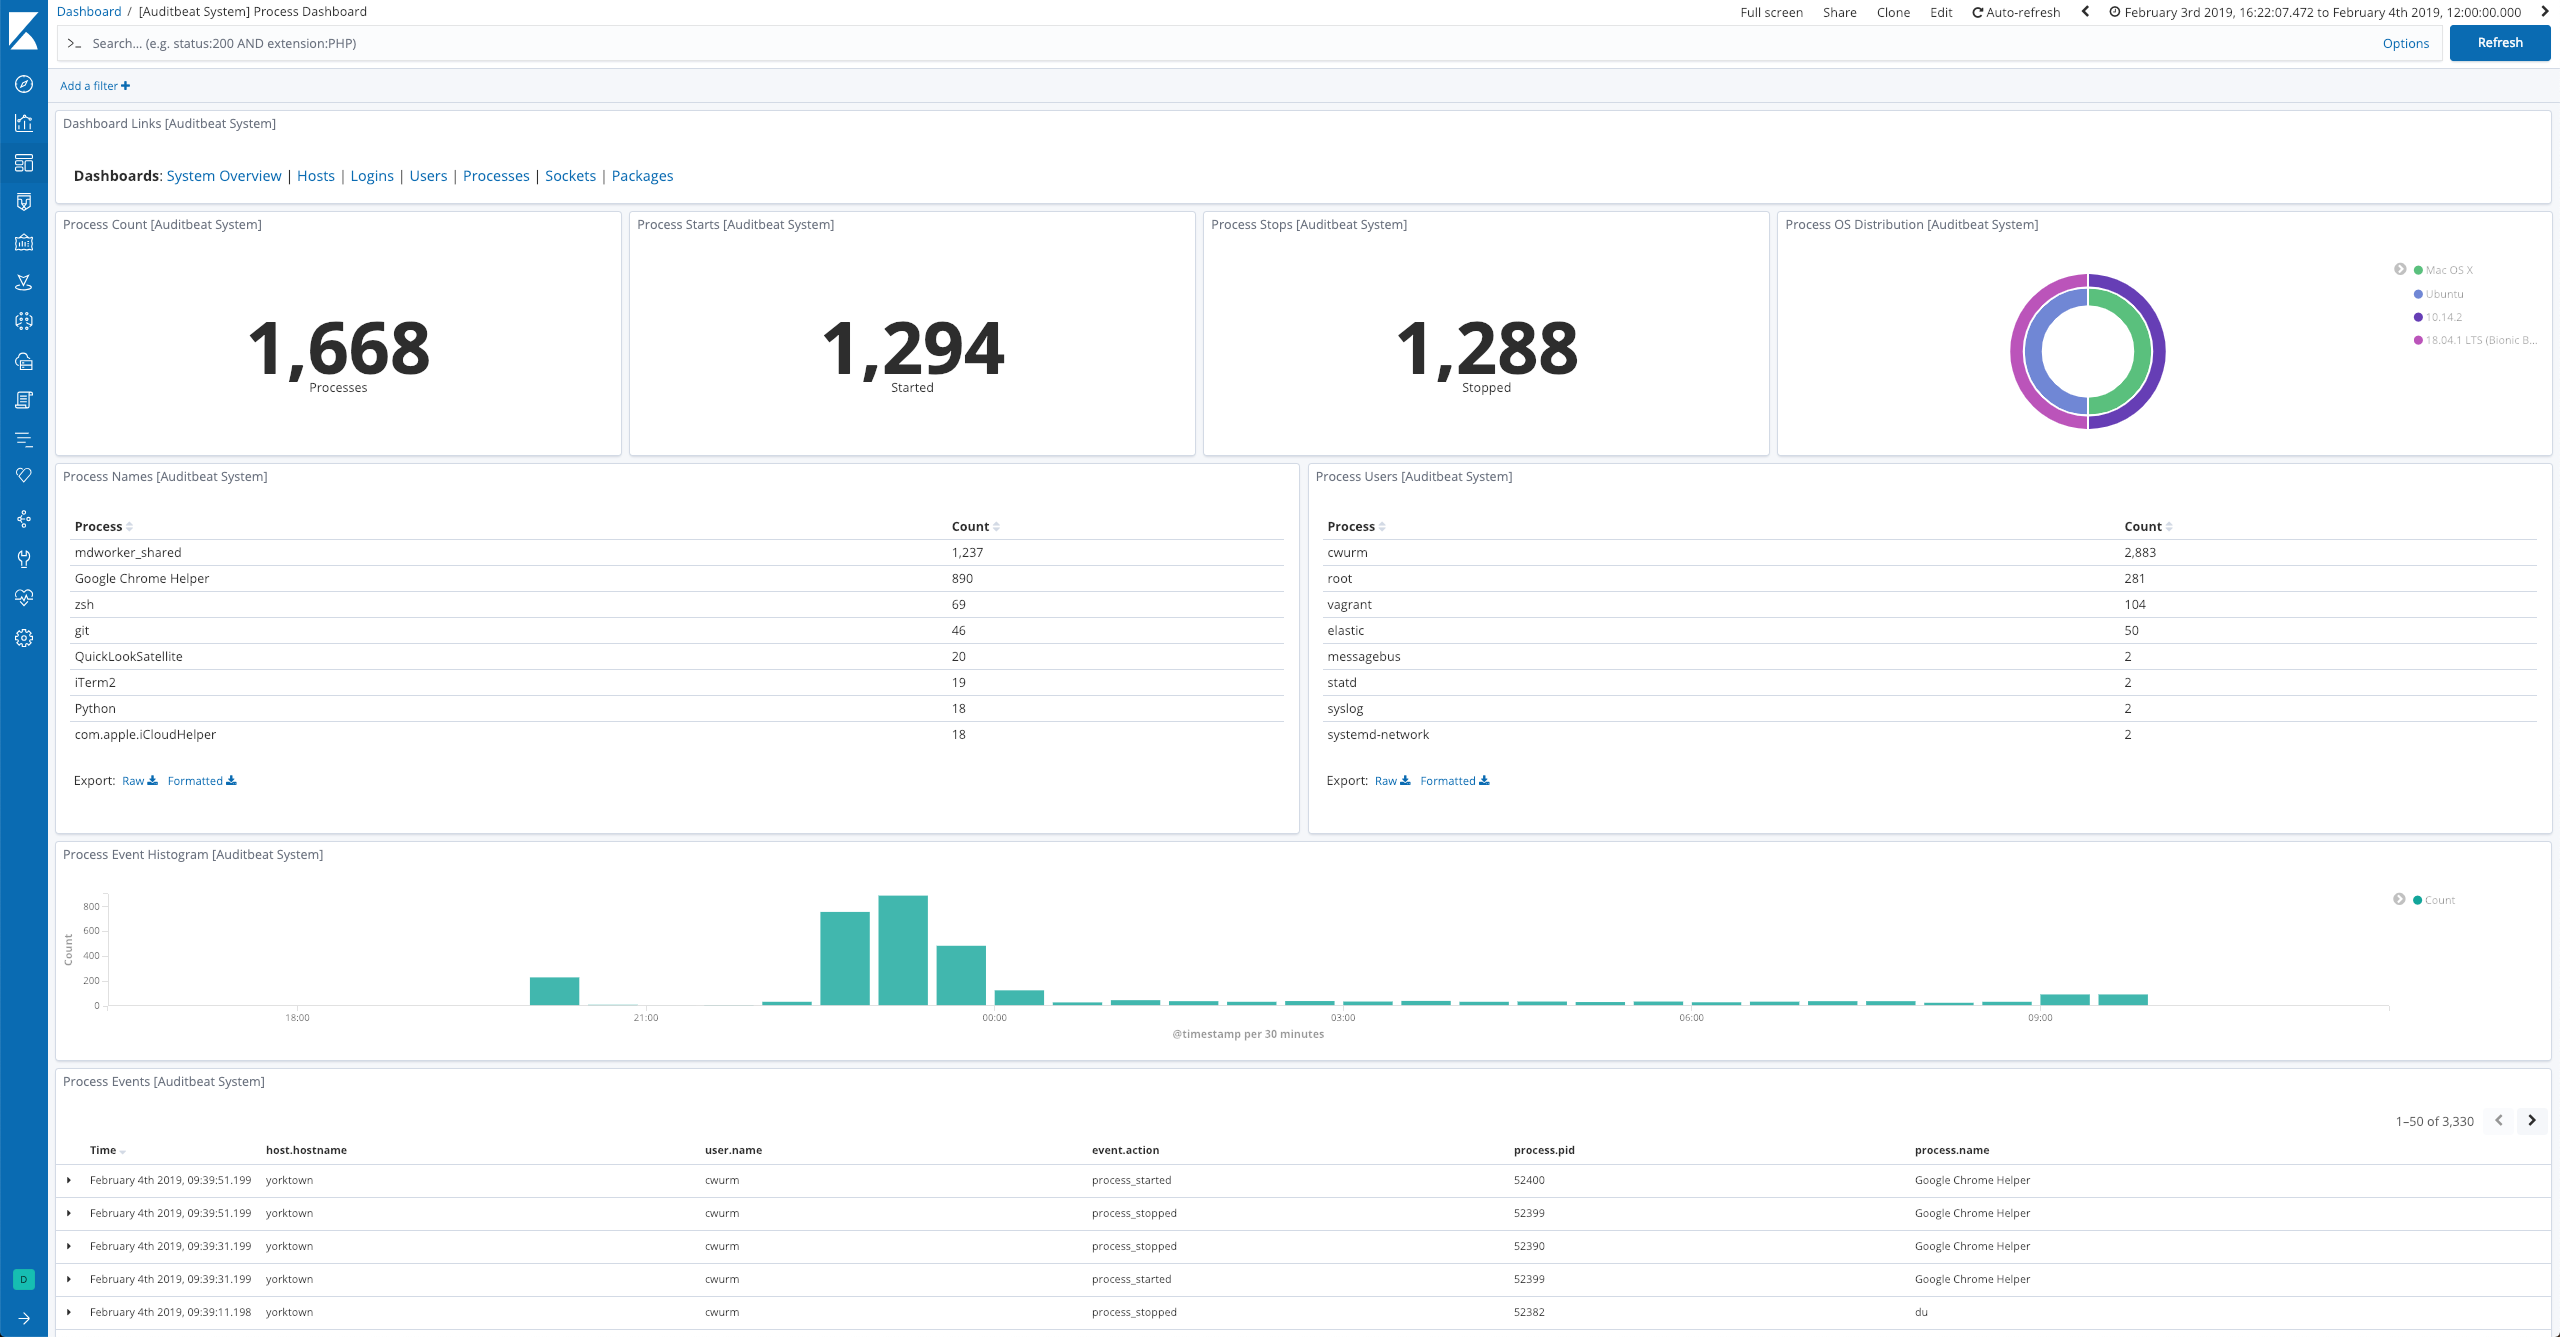 Dashboard / [Auditbeat System] Process Dashboard
Full screen Share Clone Edit Auto-refresh February 3rd 2019, 16:22:07.472 to February 4th 2019, 12:00:00.000
>_ Search... (e.g. status:200 AND extension:PHP)
Options
Refresh
Add a filter +
Dashboard Links [Auditbeat System]
Dashboards: System Overview | Hosts | Logins | Users | Processes | Sockets | Packages
Process Count [Auditbeat System]
1,668
Processes
Process Starts [Auditbeat System]
1,294
Started
Process Stops [Auditbeat System]
1,288
Stopped
Process OS Distribution [Auditbeat System]
Mac OS X
Ubuntu
10.14.2
18.04.1 LTS (Bionic B...
Process Names [Auditbeat System]
Process Count
mdworker_shared 1,237
Google Chrome Helper 890
zsh 69
git 46
QuickLookSatellite 20
iTerm2 19
Python 18
com.apple.iCloudHelper 18
Export: Raw Formatted
Process Users [Auditbeat System]
Process Count
cwurm 2,883
root 281
vagrant 104
elastic 50
messagebus 2
statd 2
syslog 2
systemd-network 2
Export: Raw Formatted
Process Event Histogram [Auditbeat System]
Count
800
600
400
200
0
18:00 21:00 00:00 03:00 06:00 09:00
@timestamp per 30 minutes
Count
Process Events [Auditbeat System]
1–50 of 3,330
Time host.hostname user.name event.action process.pid process.name
February 4th 2019, 09:39:51.199 yorktown cwurm process_started 52400 Google Chrome Helper
February 4th 2019, 09:39:51.199 yorktown cwurm process_stopped 52399 Google Chrome Helper
February 4th 2019, 09:39:31.199 yorktown cwurm process_stopped 52390 Google Chrome Helper
February 4th 2019, 09:39:31.199 yorktown cwurm process_started 52399 Google Chrome Helper
February 4th 2019, 09:39:11.198 yorktown cwurm process_stopped 52382 du
D